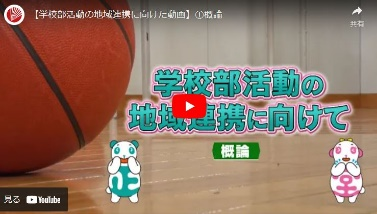 【学校部活動の地域連携に向けた動画】①概論
共有
学校部活動の
地域連携に向けて
概論
正
全
見る YouTube